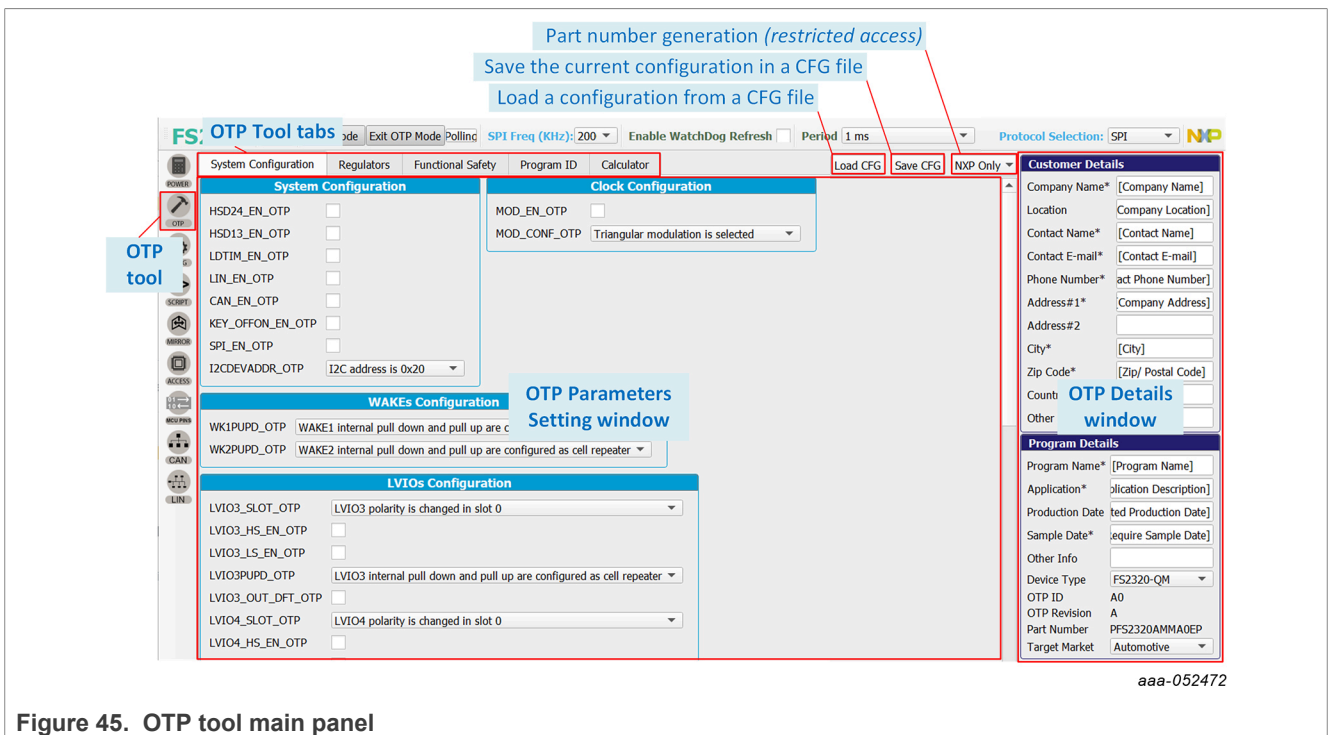 Part number generation (restricted access)
Save the current configuration in a CFG file
Load a configuration from a CFG file
OTP Tool tabs
Exit OTP Mode
SPI Freq (KHz): 200
Enable WatchDog Refresh
Period 1 ms
Protocol Selection: SPI
NXP
System Configuration Regulators Functional Safety Program ID Calculator
Load CFG Save CFG NXP Only
POWER
OTP
OTP
tool
SCRIPT
MIRROR
ACCESS
MCU PINS
CAN
LIN
System Configuration
HSD24_EN_OTP
HSD13_EN_OTP
LDTIM_EN_OTP
LIN_EN_OTP
CAN_EN_OTP
KEY_OFFON_EN_OTP
SPI_EN_OTP
I2CDEVADDR_OTP I2C address is 0x20
Clock Configuration
MOD_EN_OTP
MOD_CONF_OTP Triangular modulation is selected
WAKEs Configuration
WK1PUPD_OTP WAKE1 internal pull down and pull up are
WK2PUPD_OTP WAKE2 internal pull down and pull up are configured as cell repeater
OTP Parameters
Setting window
LVIOs Configuration
LVIO3_SLOT_OTP LVIO3 polarity is changed in slot 0
LVIO3_HS_EN_OTP
LVIO3_LS_EN_OTP
LVIO3PUPD_OTP LVIO3 internal pull down and pull up are configured as cell repeater
LVIO3_OUT_DFT_OTP
LVIO4_SLOT_OTP LVIO4 polarity is changed in slot 0
LVIO4_HS_EN_OTP
Customer Details
Company Name* [Company Name]
Location Company Location]
Contact Name* [Contact Name]
Contact E-mail* [Contact E-mail]
Phone Number* Phone Number]
Address#1* Company Address]
Address#2
City* [City]
Zip Code* [Zip/ Postal Code]
Other
OTP Details
window
Program Details
Program Name* [Program Name]
Application* Description]
Production Date Production Date]
Sample Date* Sample Date]
Other Info
Device Type FS2320-QM
OTP ID A0
OTP Revision A
Part Number PFS2320AMMA0EP
Target Market Automotive
aaa-052472
Figure 45. OTP tool main panel